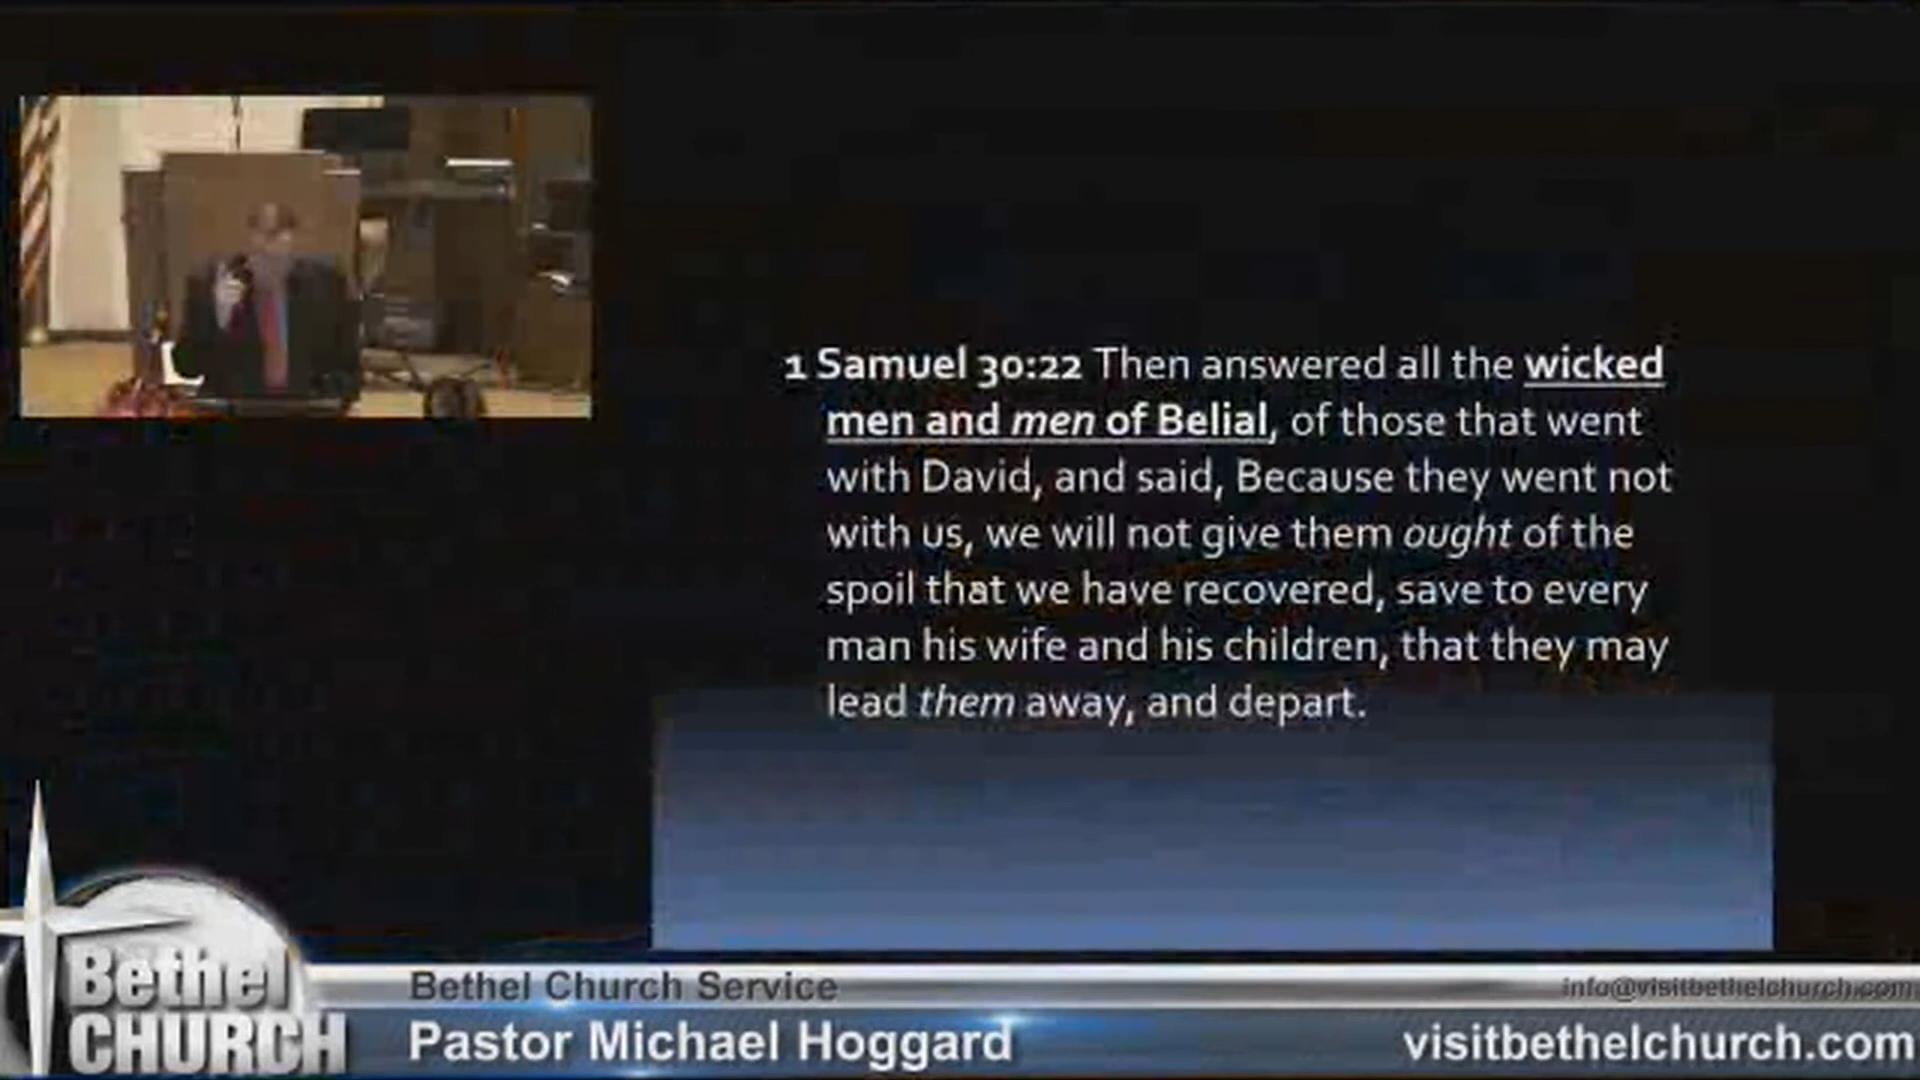 1 Samuel 30:22 Then answered all the wicked
men and men of Belial, of those that went
with David, and said, Because they went not
with us, we will not give them ought of the
spoil that we have recovered, save to every
man his wife and his children, that they may
lead them away, and depart.
Bethel
CHURCH
Bethel Church Service
info@visitbethelchurch.com
Pastor Michael Hoggard
visitbethelchurch.com